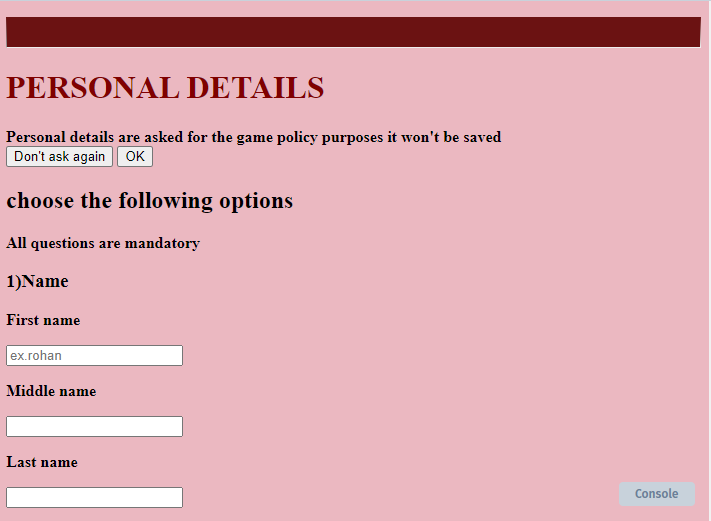 PERSONAL DETAILS
Personal details are asked for the game policy purposes it won't be saved
Don't ask again OK
choose the following options
All questions are mandatory
1)Name
First name
ex.rohan
Middle name
Last name
Console